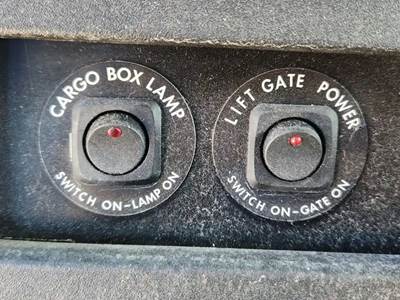 CARGO BOX LAMP
SWITCH ON-LAMP ON
LIFT GATE POWER
SWITCH ON-GATE ON